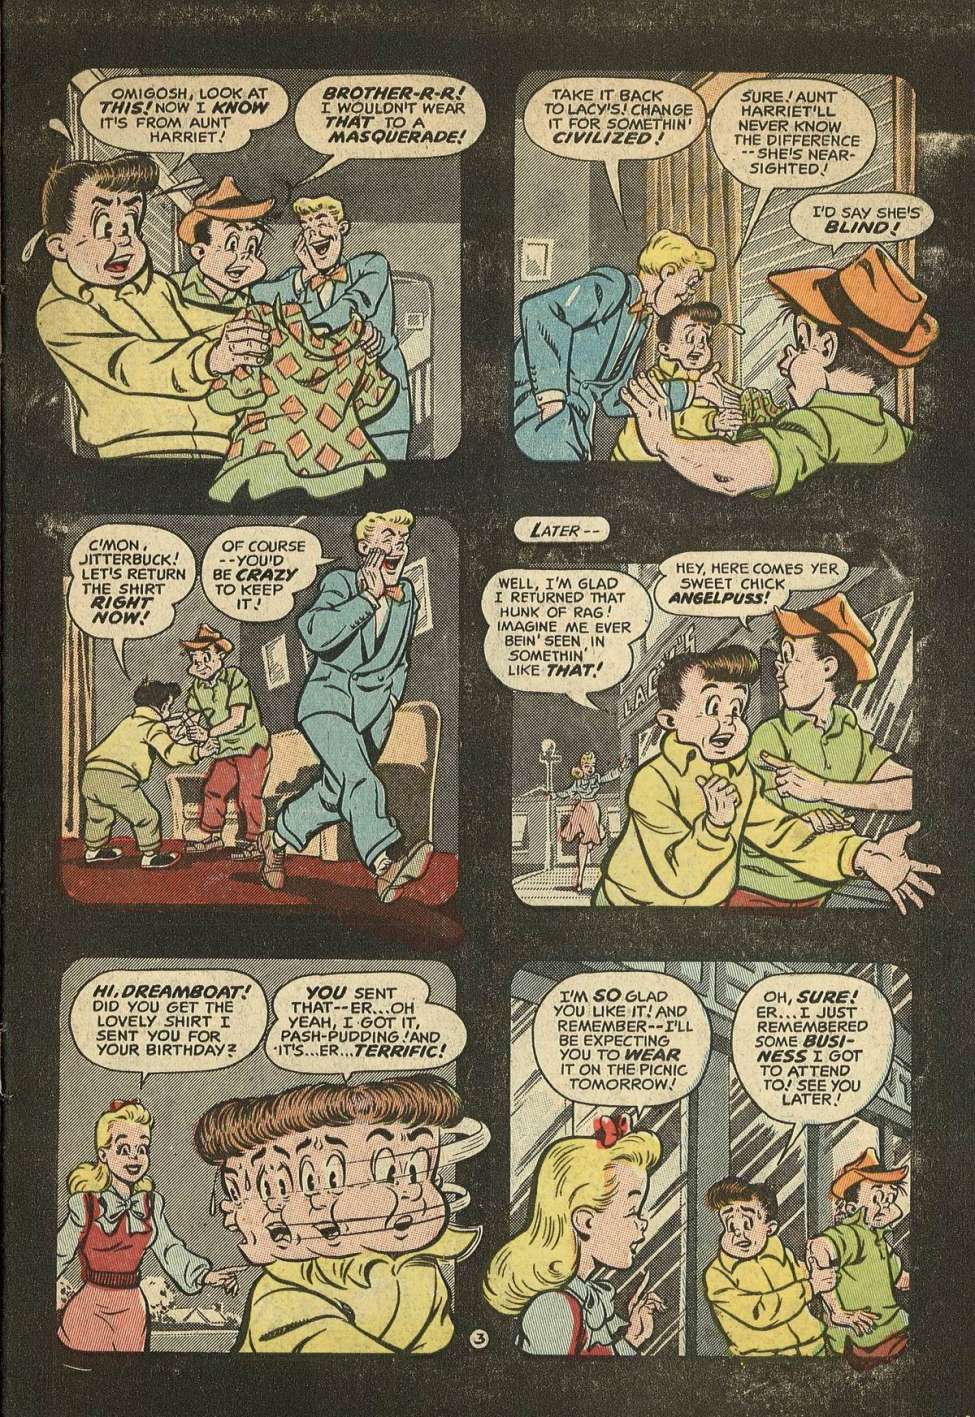 OMIGOSH, LOOK AT
THIS! NOW I KNOW
IT'S FROM AUNT
HARRIET!
BROTHER-R-R!
I WOULDN'T WEAR
THAT TO A
MASQUERADE!
TAKE IT BACK
TO LACY'S! CHANGE
IT FOR SOMETHIN'
CIVILIZED!
SURE! AUNT
HARRIET'LL
NEVER KNOW
THE DIFFERENCE
--SHE'S NEAR-
SIGHTED!
I'D SAY SHE'S
BLIND!
C'MON,
JITTERBUCK!
LET'S RETURN
THE SHIRT
RIGHT
NOW!
OF COURSE
--YOU'D
BE CRAZY
TO KEEP
IT!
LATER--
WELL, I'M GLAD
I RETURNED THAT
HUNK OF RAG!
IMAGINE ME EVER
BEIN' SEEN IN
SOMETHIN'
LIKE THAT!
HEY, HERE COMES YER
SWEET CHICK
ANGELPUSS!
LACY'S
HI, DREAMBOAT!
DID YOU GET THE
LOVELY SHIRT I
SENT YOU FOR
YOUR BIRTHDAY?
YOU SENT
THAT--ER...OH
YEAH, I GOT IT,
PASH-PUDDING! AND
IT'S...ER...TERRIFIC!
I'M SO GLAD
YOU LIKE IT! AND
REMEMBER--I'LL
BE EXPECTING
YOU TO WEAR
IT ON THE PICNIC
TOMORROW!
OH, SURE!
ER...I JUST
REMEMBERED
SOME BUSI-
NESS I GOT
TO ATTEND
TO! SEE YOU
LATER!
3